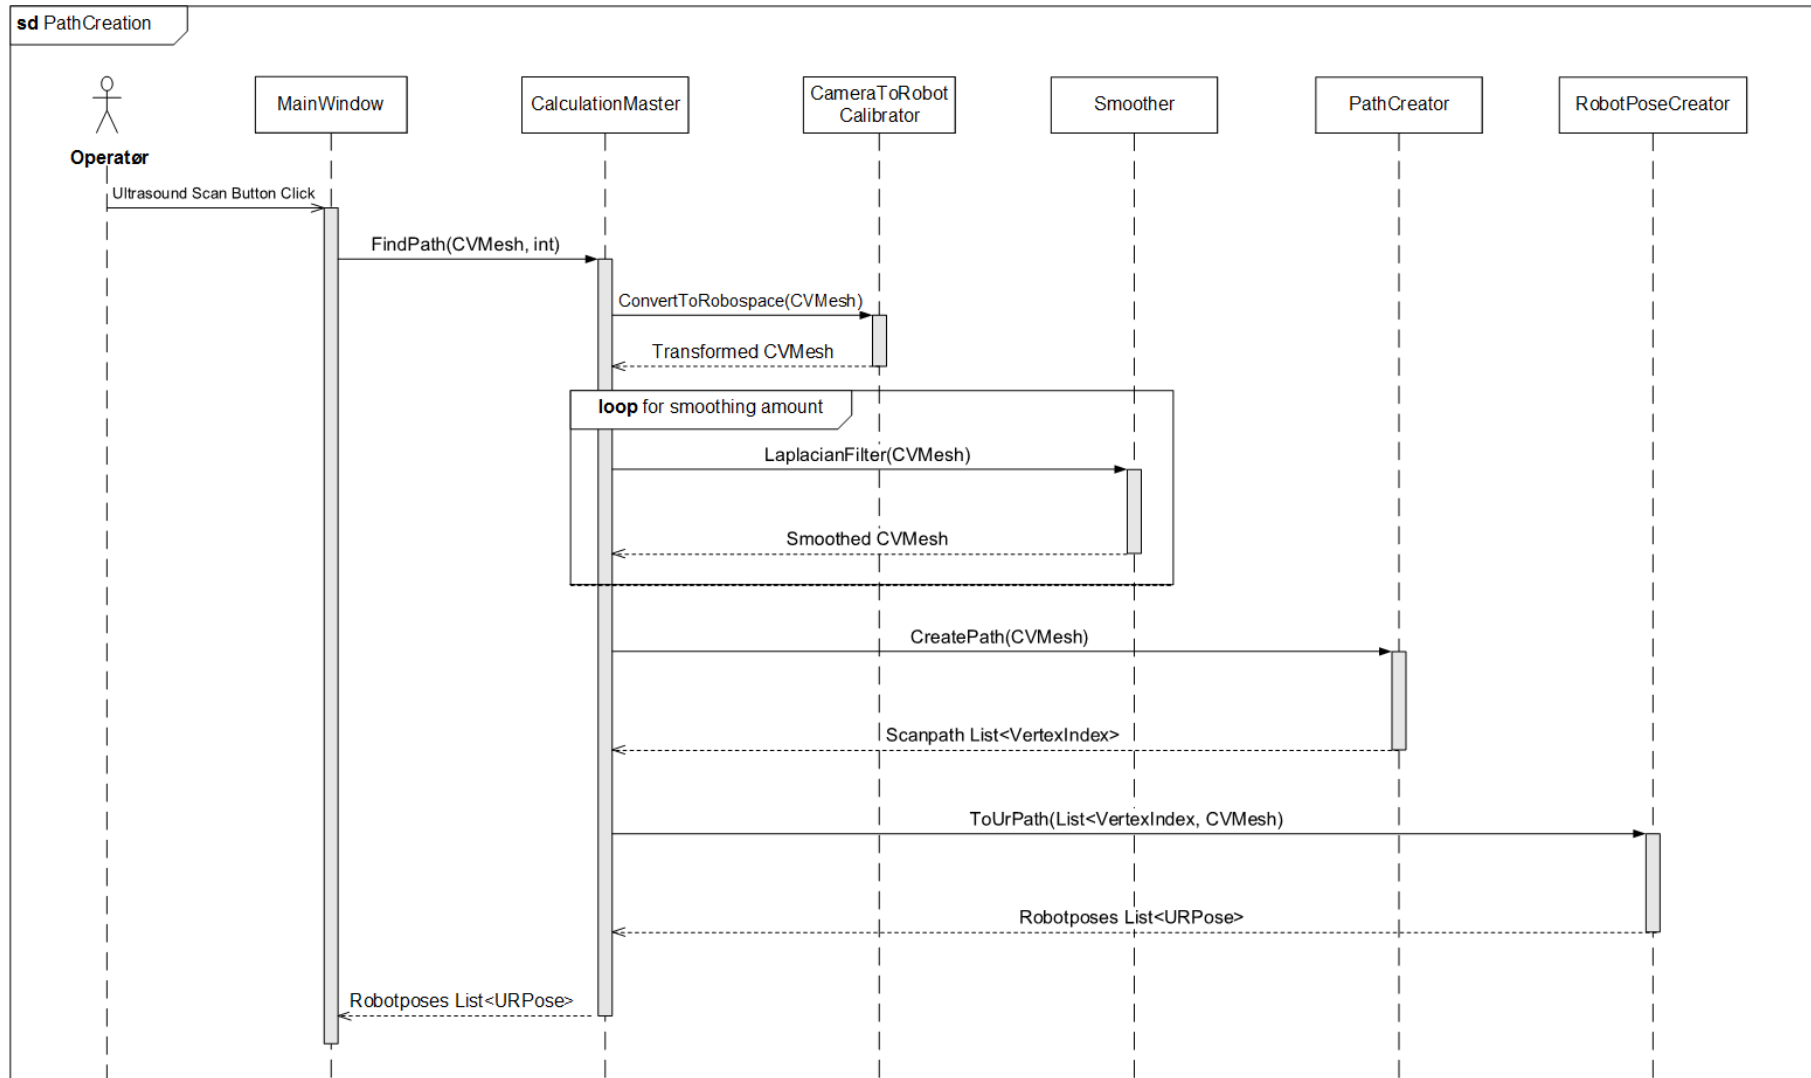 sd PathCreation
MainWindow
CalculationMaster
CameraToRobot
Calibrator
Smoother
PathCreator
RobotPoseCreator
Operatør
Ultrasound Scan Button Click
FindPath(CVMesh, int)
ConvertToRobospace(CVMesh)
Transformed CVMesh
loop for smoothing amount
LaplacianFilter(CVMesh)
Smoothed CVMesh
CreatePath(CVMesh)
Scanpath List<VertexIndex>
ToUrPath(List<VertexIndex, CVMesh)
Robotposes List<URPose>
Robotposes List<URPose>